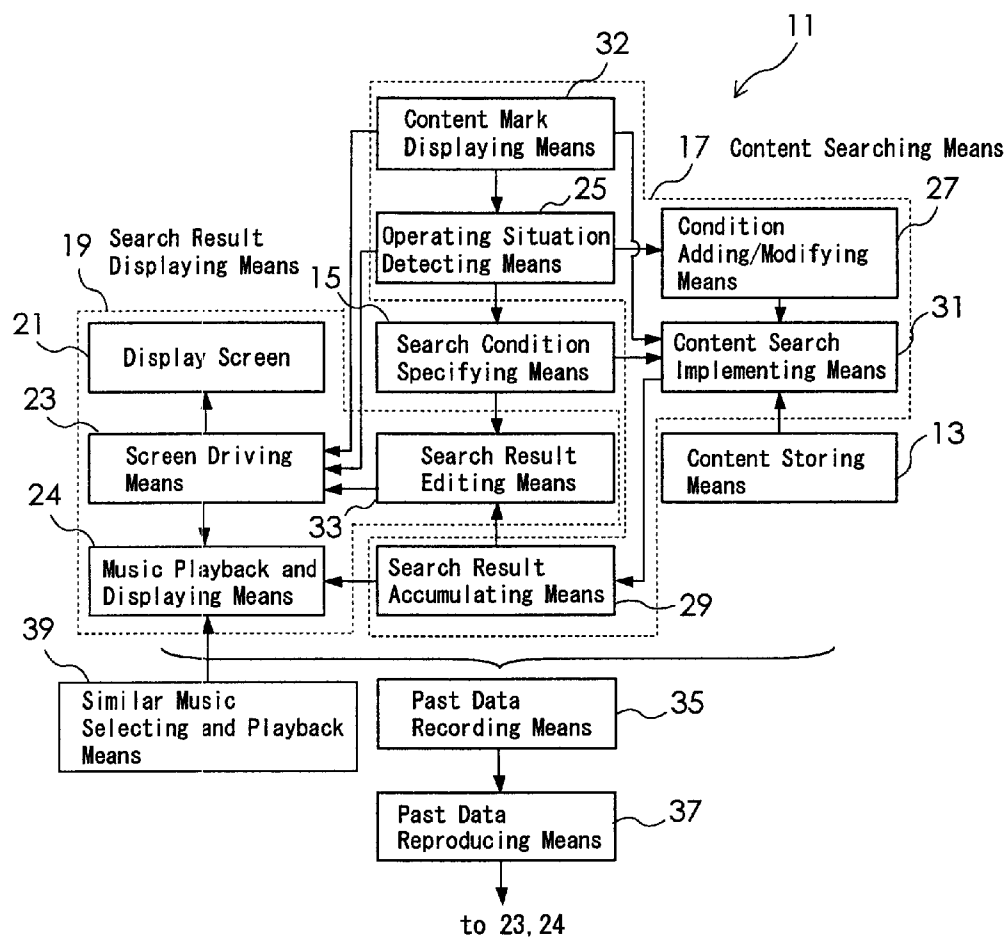 11
32
Content Mark
Displaying Means
17 Content Searching Means
25
27
Operating Situation
Detecting Means
Condition
Adding/Modifying
Means
19 Search Result
Displaying Means
15
21
31
Display Screen
Search Condition
Specifying Means
Content Search
Implementing Means
23
13
Screen Driving
Means
Search Result
Editing Means
Content Storing
Means
24
33
Music Playback and
Displaying Means
Search Result
Accumulating Means
29
39
Similar Music
Selecting and Playback
Means
Past Data
Recording Means
35
Past Data
Reproducing Means
37
to 23, 24